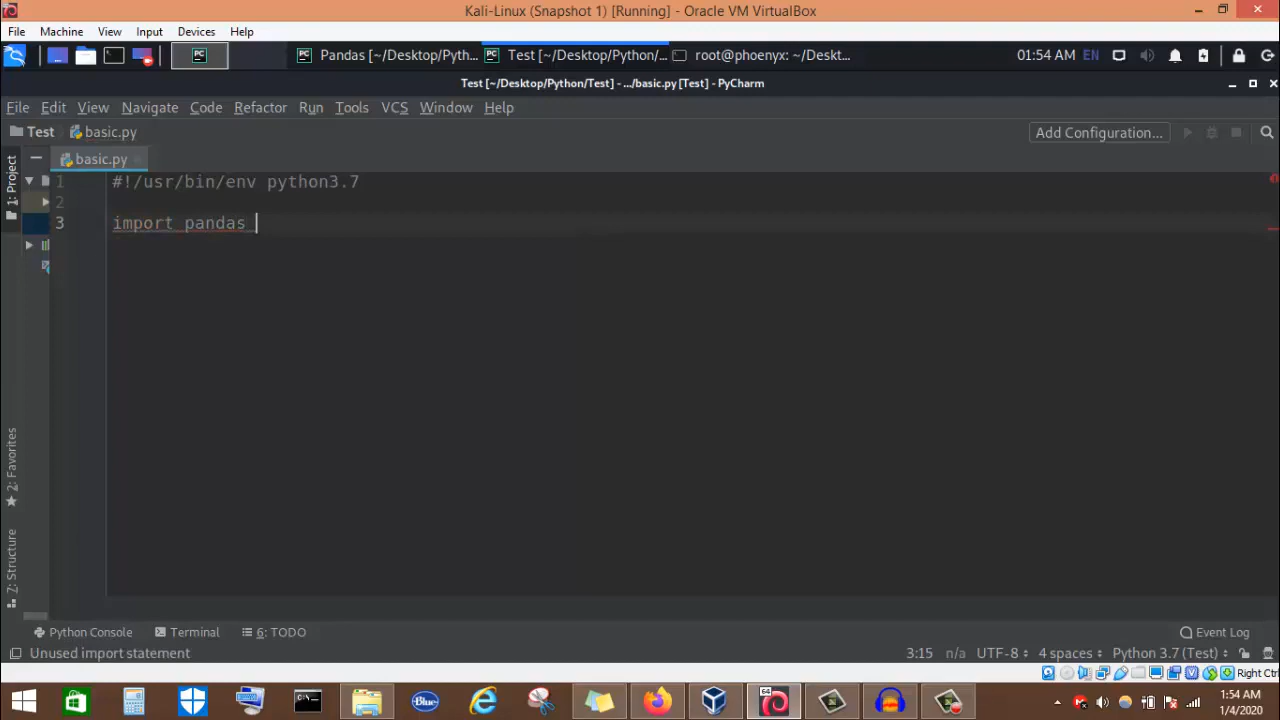 Kali-Linux (Snapshot 1) [Running] - Oracle VM VirtualBox
File Machine View Input Devices Help
PC Pandas [~/Desktop/Pyth... Test [~/Desktop/Python/... root@phoenyx: ~/Deskt... 01:54 AM EN
Test [~/Desktop/Python/Test] - .../basic.py [Test] - PyCharm
File Edit View Navigate Code Refactor Run Tools VCS Window Help
Test basic.py Add Configuration...
1: Project
basic.py
1 #!/usr/bin/env python3.7
2
3 import pandas
2: Favorites
Z: Structure
Python Console Terminal 6: TODO Event Log
Unused import statement 3:15 n/a UTF-8 4 spaces Python 3.7 (Test)
Right Ctrl
Blue 64 1:54 AM
1/4/2020